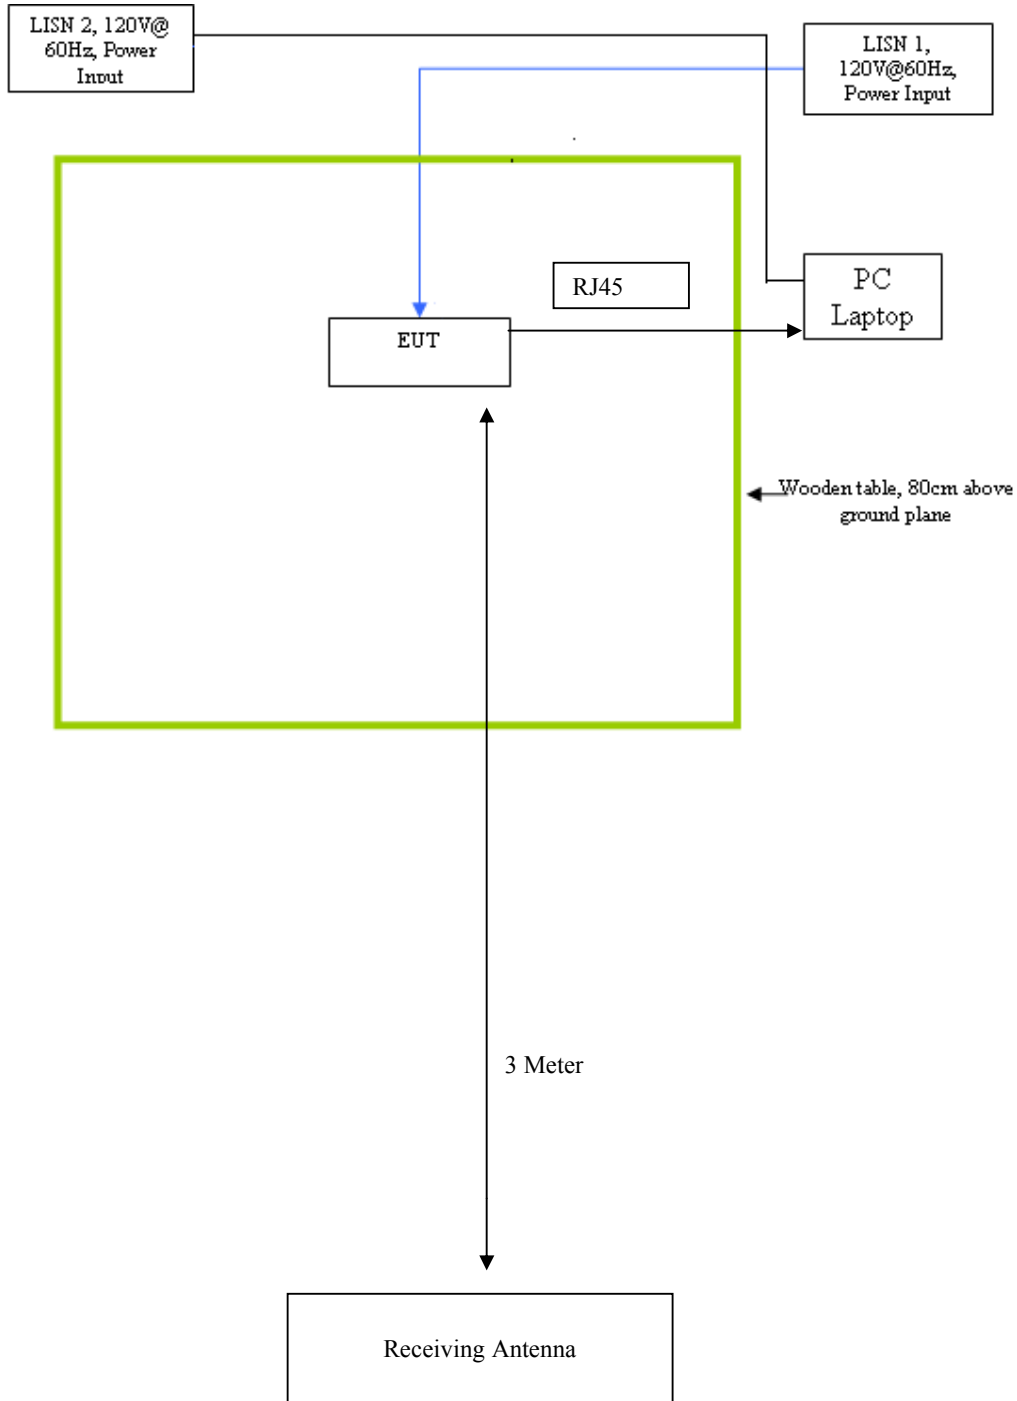 LISN 2, 120V@
60Hz, Power
Input
LISN 1,
120V@60Hz,
Power Input
RJ45
PC
Laptop
EUT
Wooden table, 80cm above
ground plane
3 Meter
Receiving Antenna